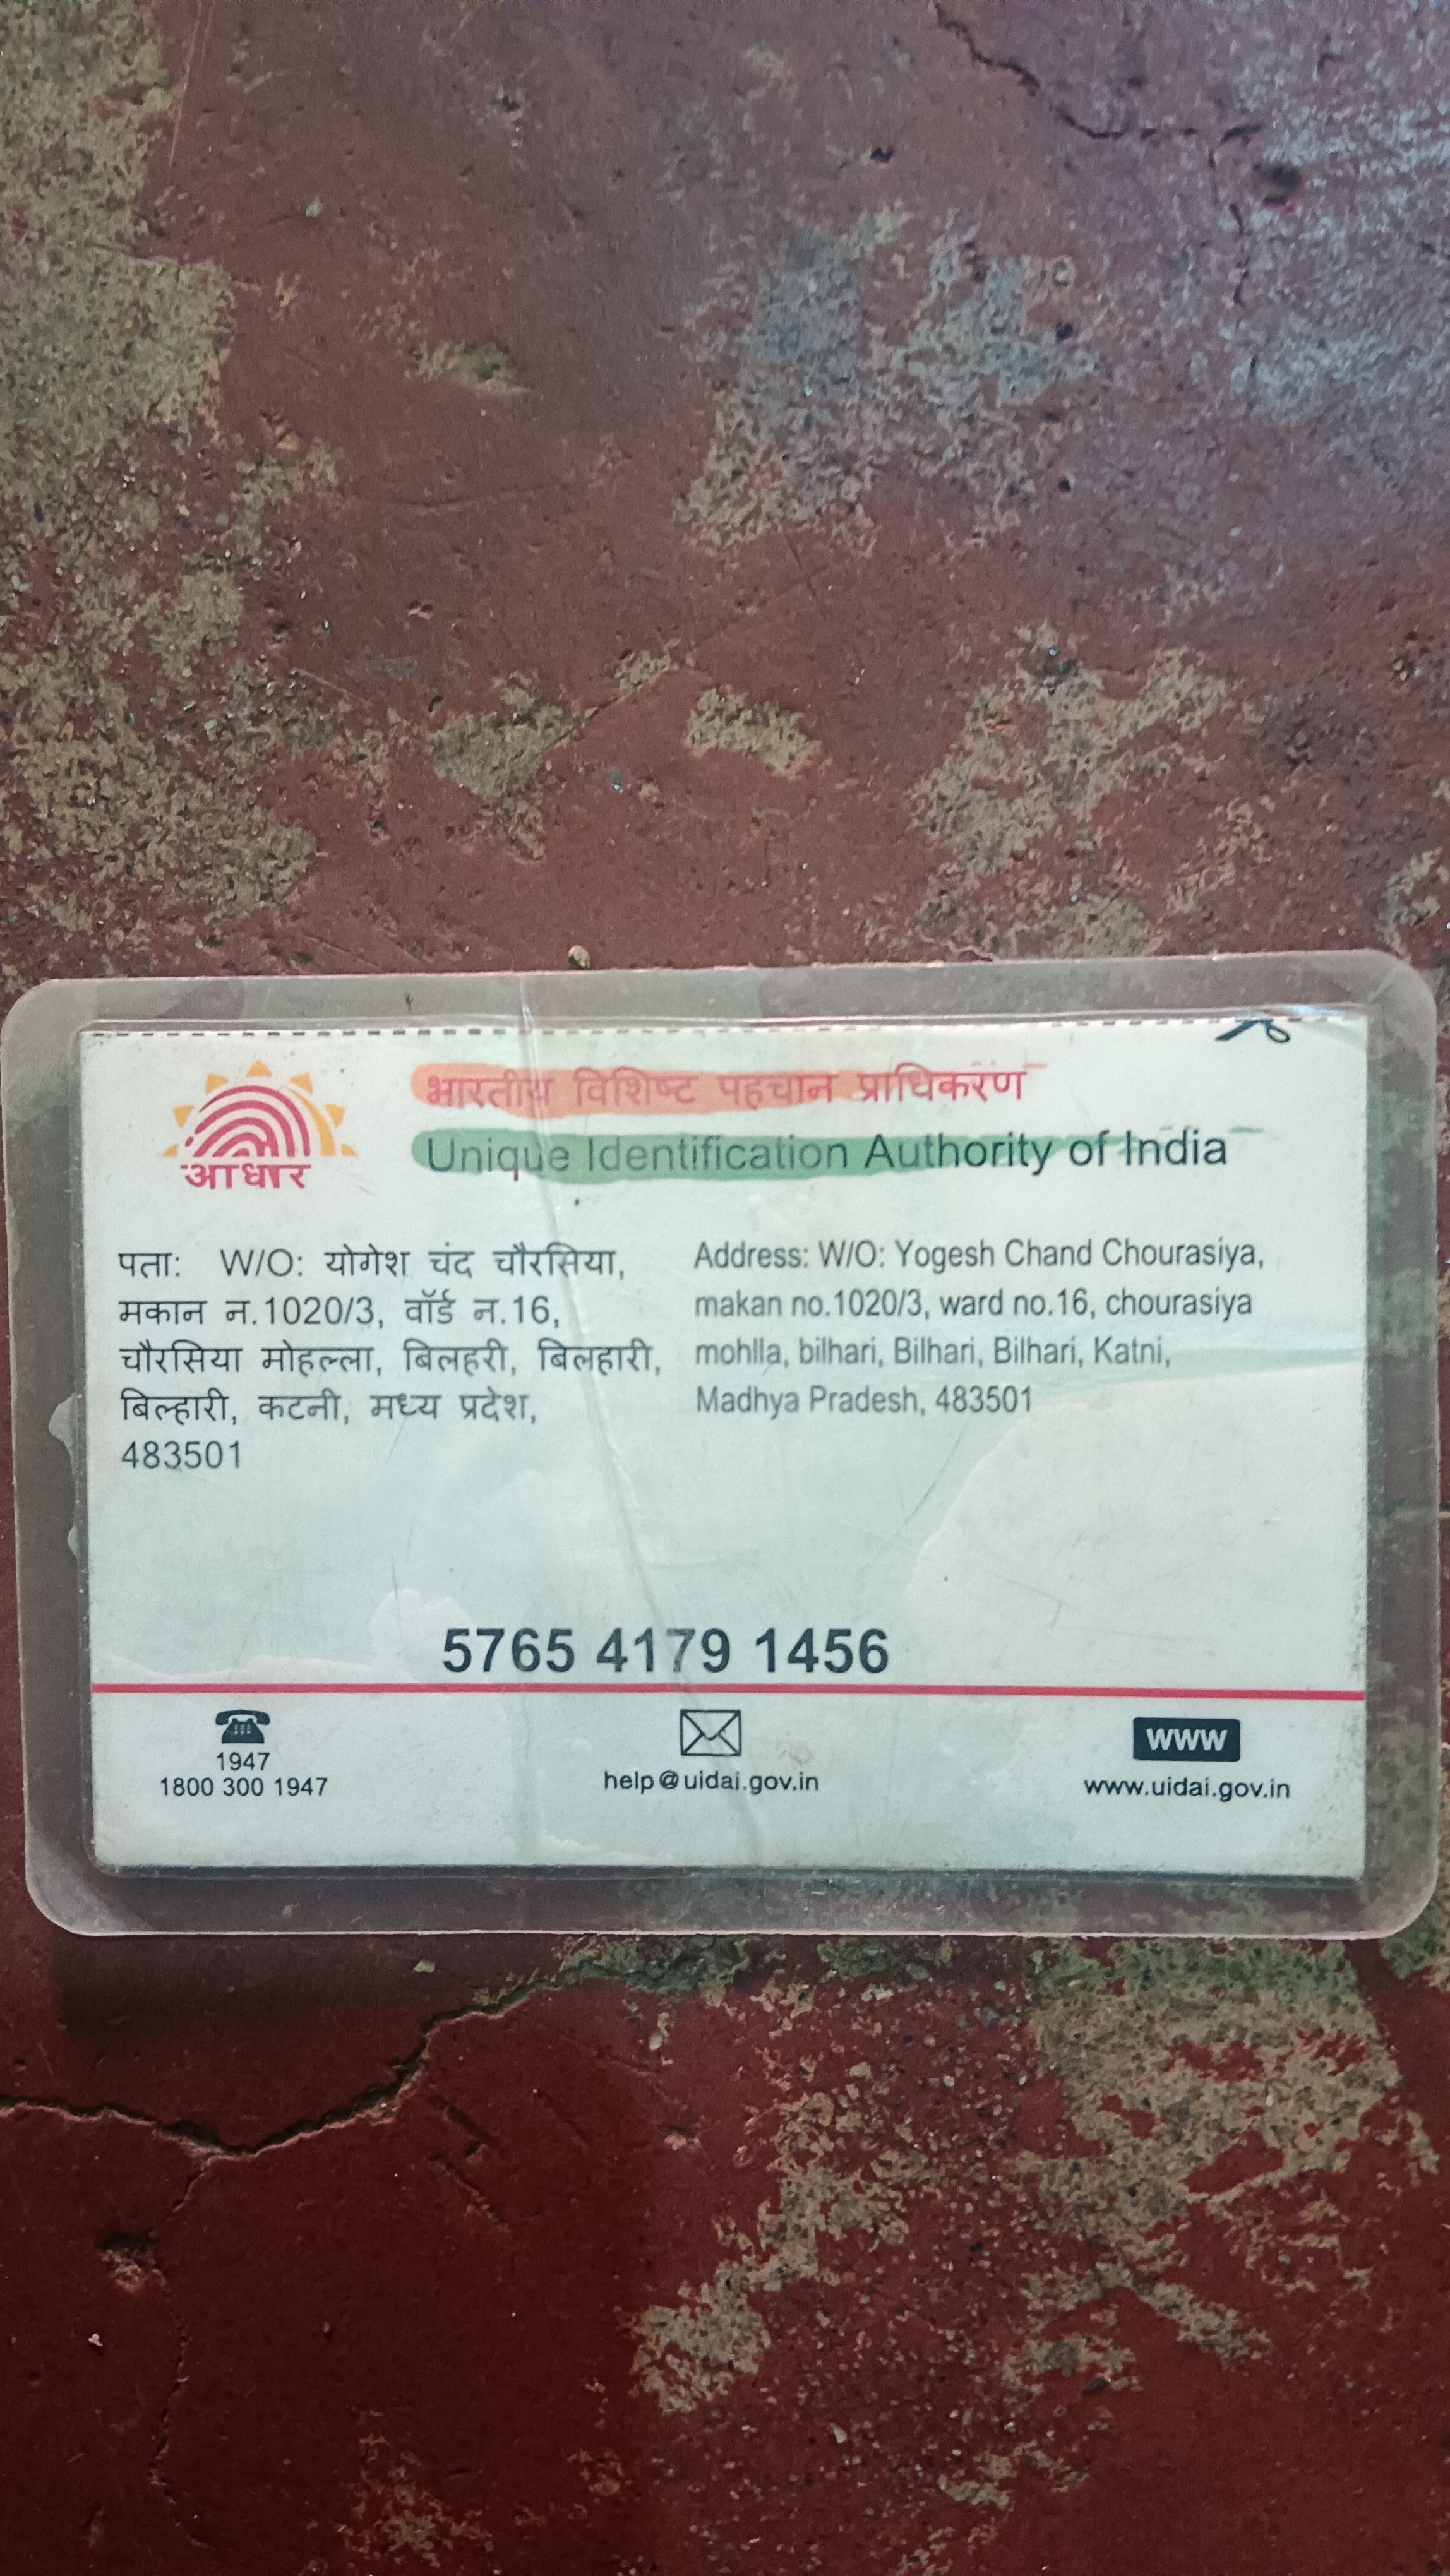 आधार
भारतीय विशिष्ट पहचान प्राधिकरण
Unique Identification Authority of India
पता: W/O: योगेश चंद चौरसिया,
मकान न.1020/3, वॉर्ड न.16,
चौरसिया मोहल्ला, बिलहरी, बिलहारी,
बिल्हारी, कटनी, मध्य प्रदेश,
483501
Address: W/O: Yogesh Chand Chourasiya,
makan no.1020/3, ward no.16, chourasiya
mohlla, bilhari, Bilhari, Bilhari, Katni,
Madhya Pradesh, 483501
5765 4179 1456
1947
1800 300 1947
help@uidai.gov.in
WWW
www.uidai.gov.in